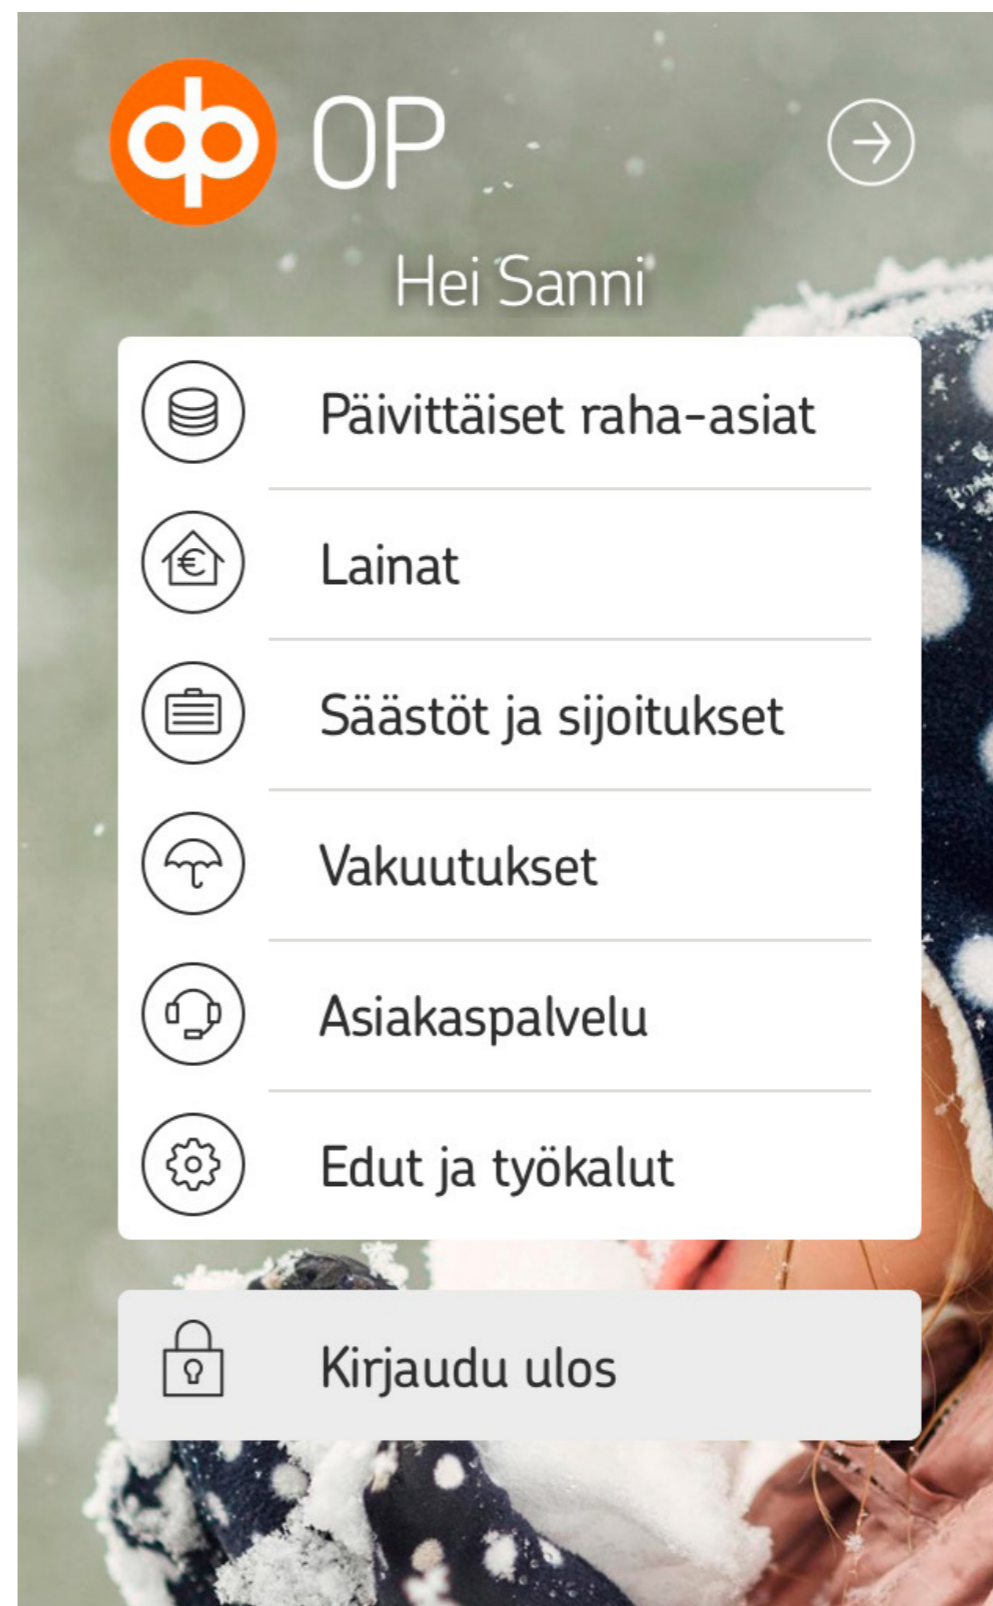 OP
Hei Sanni
Päivittäiset raha-asiat
Lainat
Säästöt ja sijoitukset
Vakuutukset
Asiakaspalvelu
Edut ja työkalut
Kirjaudu ulos